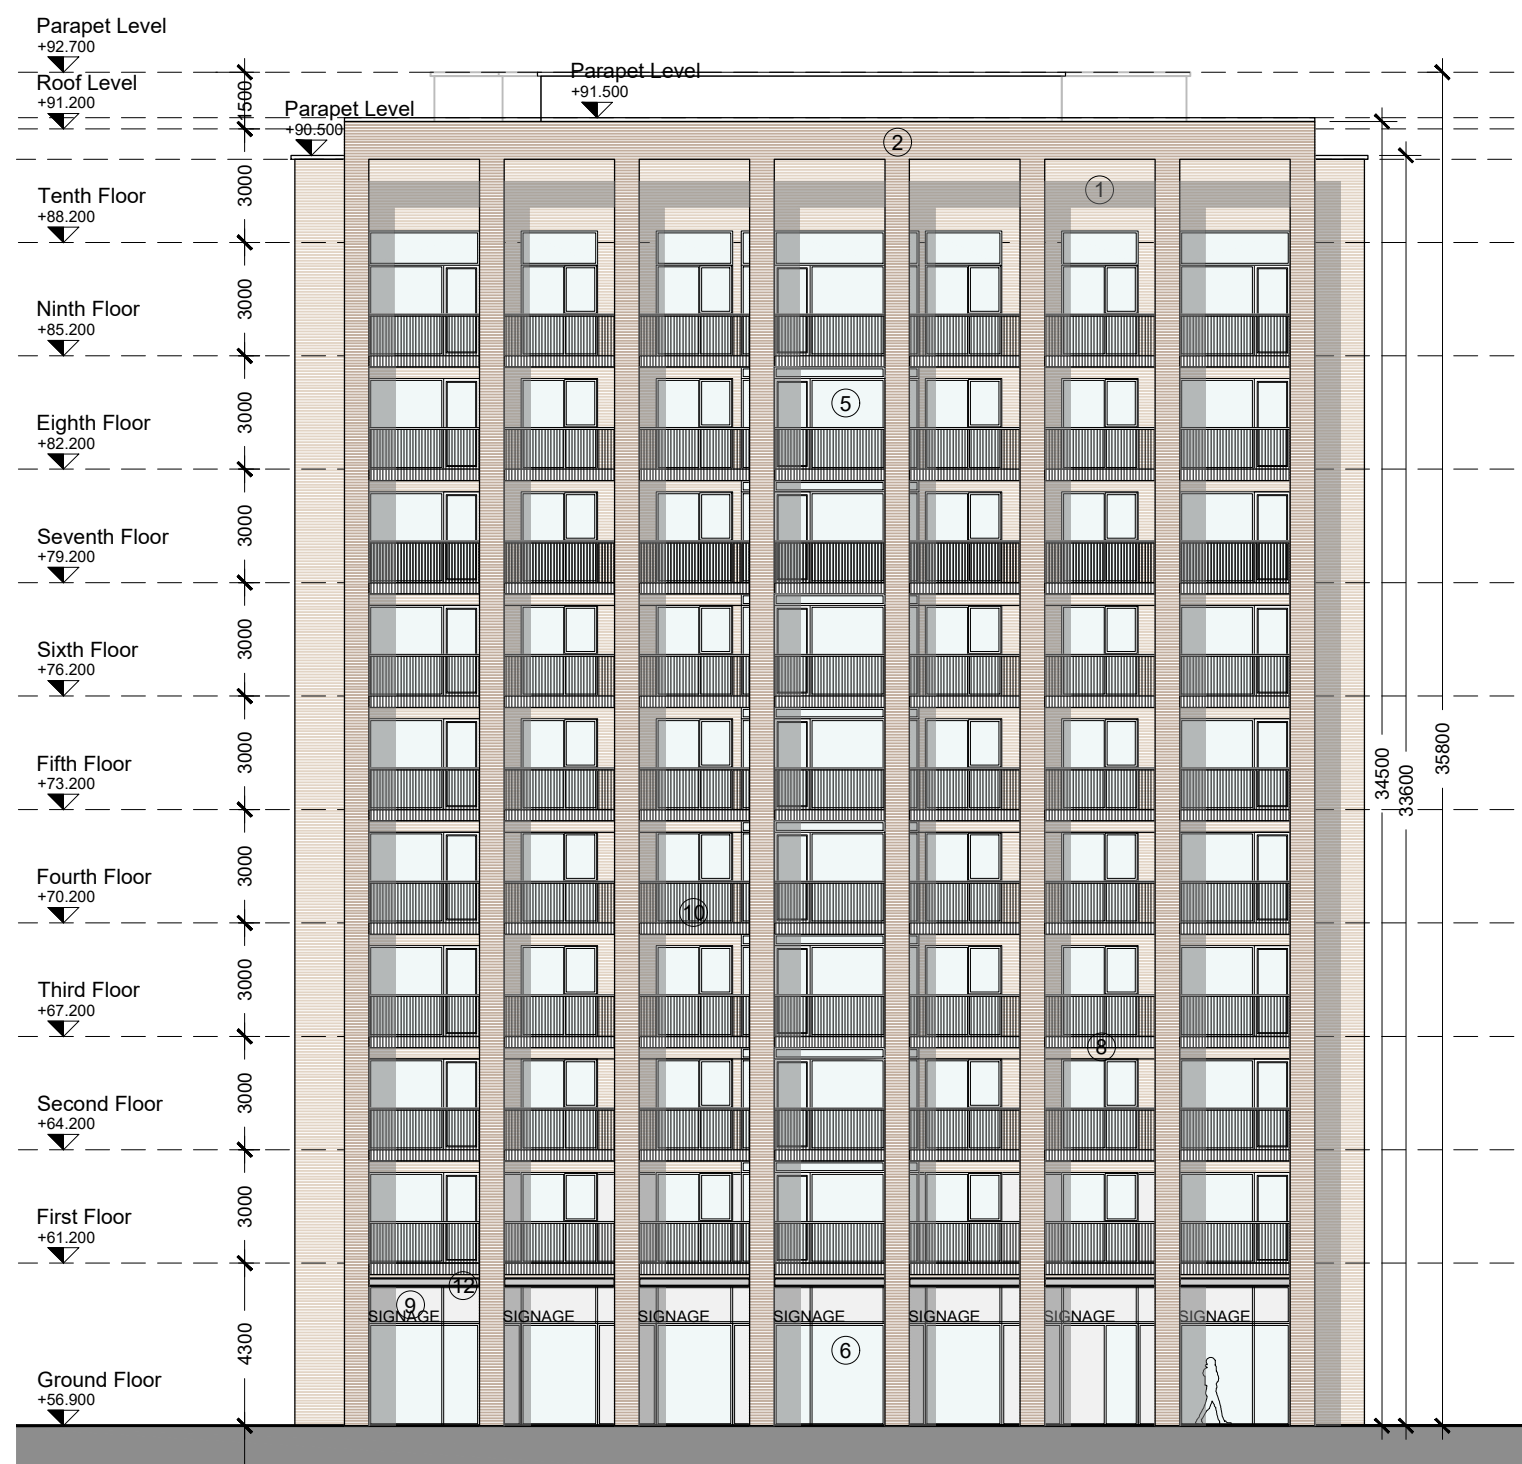 Parapet Level
+92.700
Parapet Level
+91.500
Roof Level
+91.200
1500
Parapet Level
+90.500
2
1
3000
Tenth Floor
+88.200
3000
Ninth Floor
+85.200
3000
5
Eighth Floor
+82.200
3000
Seventh Floor
+79.200
3000
Sixth Floor
+76.200
3000
Fifth Floor
+73.200
34500
33600
35800
3000
Fourth Floor
+70.200
10
3000
Third Floor
+67.200
8
3000
Second Floor
+64.200
3000
First Floor
+61.200
12
9
SIGNAGE SIGNAGE SIGNAGE SIGNAGE SIGNAGE SIGNAGE SIGNAGE
4300
6
Ground Floor
+56.900